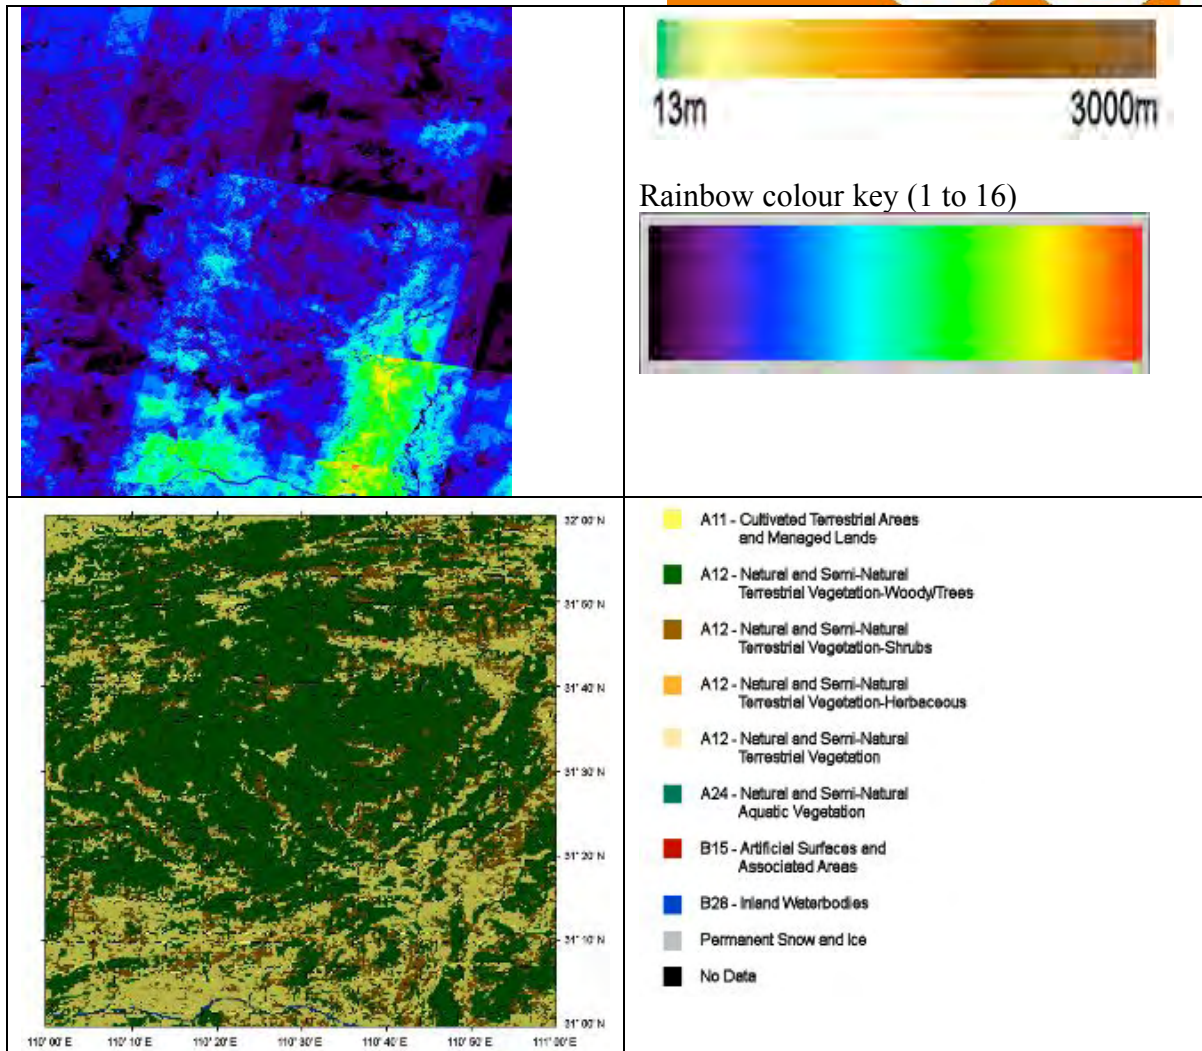 13m 3000m
Rainbow colour key (1 to 16)
32° 00' N
31° 50' N
31° 40' N
31° 30' N
31° 20' N
31° 10' N
31° 00' N
110° 00' E 110° 10' E 110° 20' E 110° 30' E 110° 40' E 110° 50' E 111° 00' E
A11 - Cultivated Terrestrial Areas
and Managed Lands
A12 - Natural and Semi-Natural
Terrestrial Vegetation-Woody/Trees
A12 - Natural and Semi-Natural
Terrestrial Vegetation-Shrubs
A12 - Natural and Semi-Natural
Terrestrial Vegetation-Herbaceous
A12 - Natural and Semi-Natural
Terrestrial Vegetation
A24 - Natural and Semi-Natural
Aquatic Vegetation
B15 - Artificial Surfaces and
Associated Areas
B28 - Inland Waterbodies
Permanent Snow and Ice
No Data